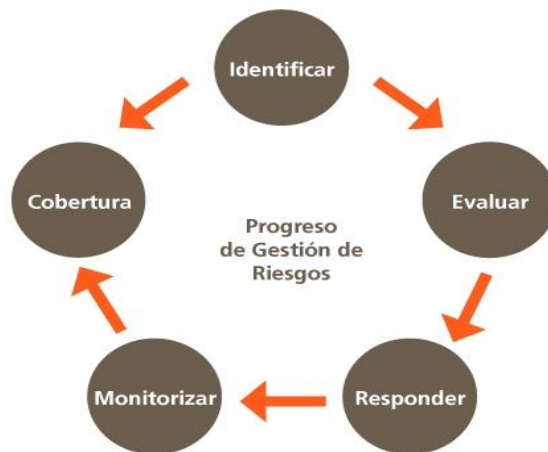 Identificar
Cobertura
Evaluar
Progreso
de Gestión de
Riesgos
Monitorizar
Responder